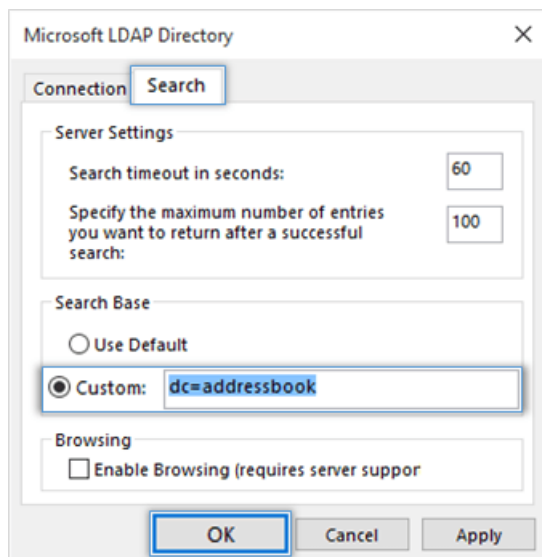 Microsoft LDAP Directory
Connection Search
Server Settings
Search timeout in seconds: 60
Specify the maximum number of entries
you want to return after a successful 100
search:
Search Base
Use Default
Custom: dc=addressbook
Browsing
Enable Browsing (requires server suppor
OK Cancel Apply